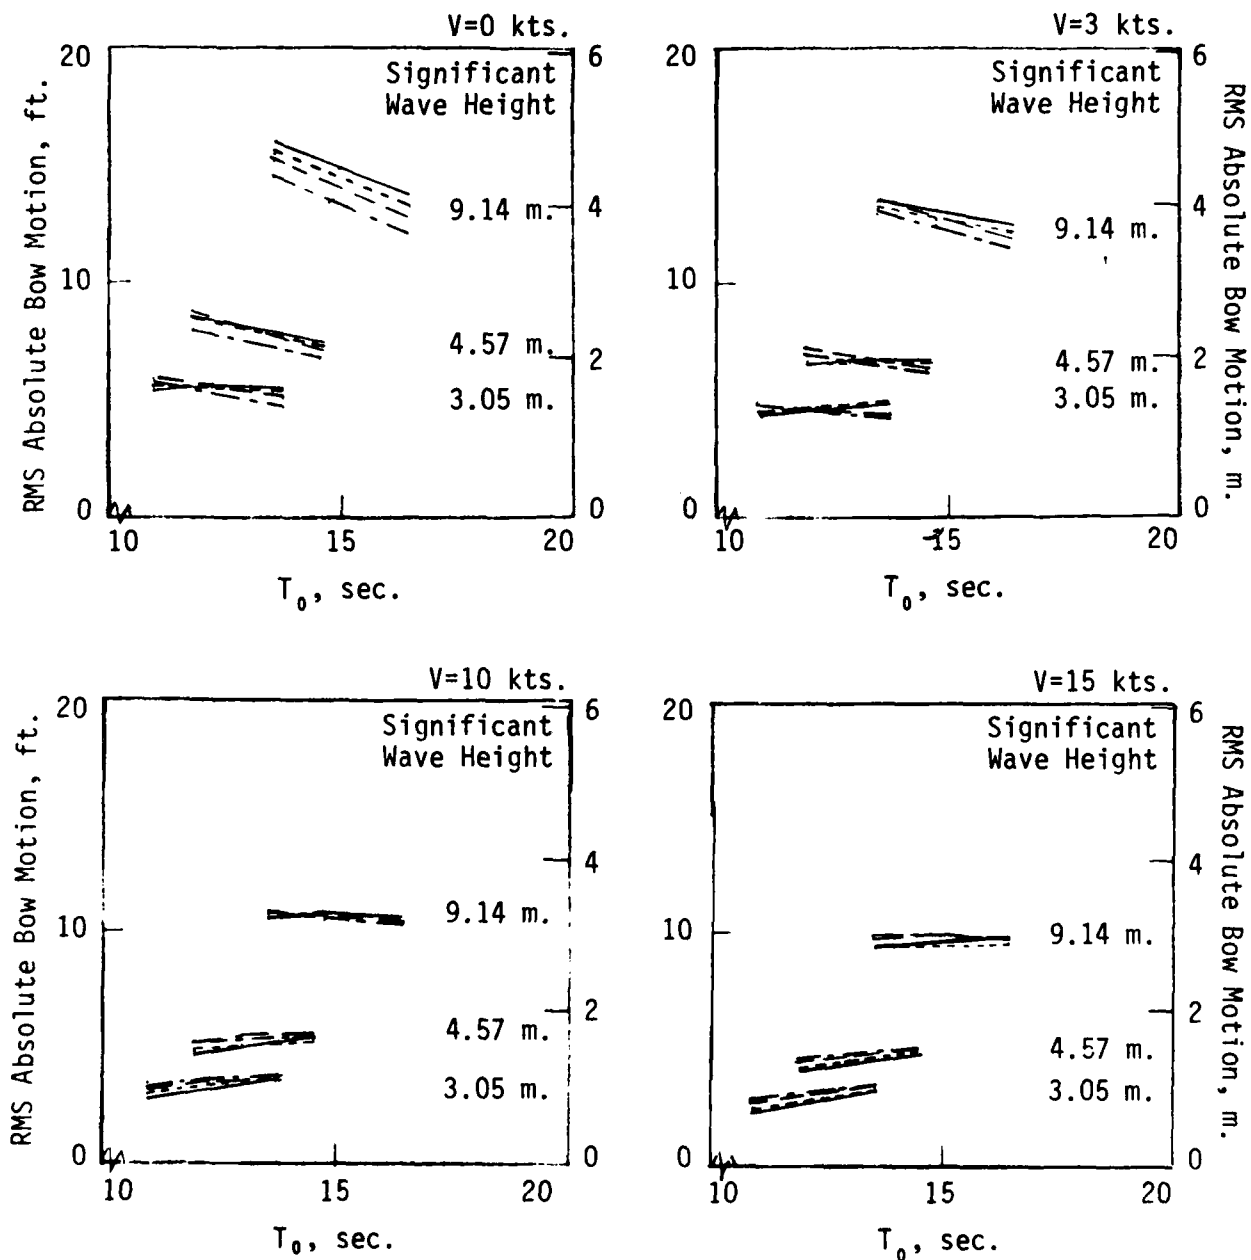 V=0 kts.
20
6
Significant
Wave Height
RMS Absolute Bow Motion, ft.
9.14 m.
4
10
4.57 m.
2
3.05 m.
0
0
10
15
20
T₀, sec.
V=3 kts.
20
6
Significant
Wave Height
RMS Absolute Bow Motion, m.
9.14 m.
4
10
4.57 m.
2
3.05 m.
0
0
10
15
20
T₀, sec.
V=10 kts.
20
6
Significant
Wave Height
RMS Absolute Bow Motion, ft.
4
9.14 m.
10
2
4.57 m.
3.05 m.
0
0
10
15
20
T₀, sec.
V=15 kts.
20
6
Significant
Wave Height
RMS Absolute Bow Motion, m.
4
9.14 m.
10
2
4.57 m.
3.05 m.
0
0
10
15
20
T₀, sec.